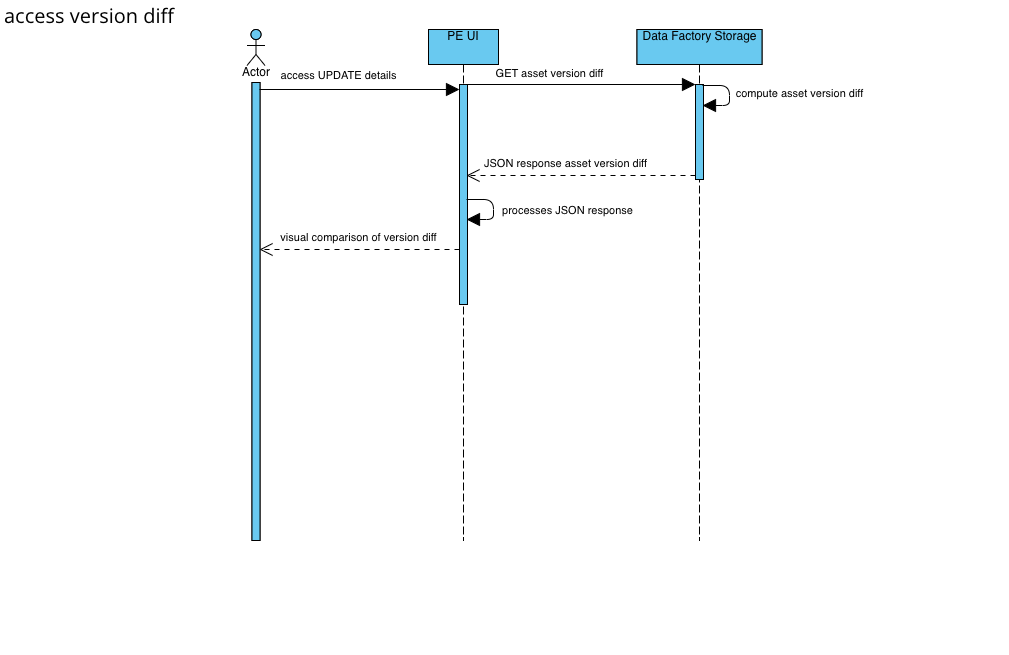 access version diff
PE UI
Data Factory Storage
Actor
access UPDATE details
GET asset version diff
compute asset version diff
JSON response asset version diff
processes JSON response
visual comparison of version diff